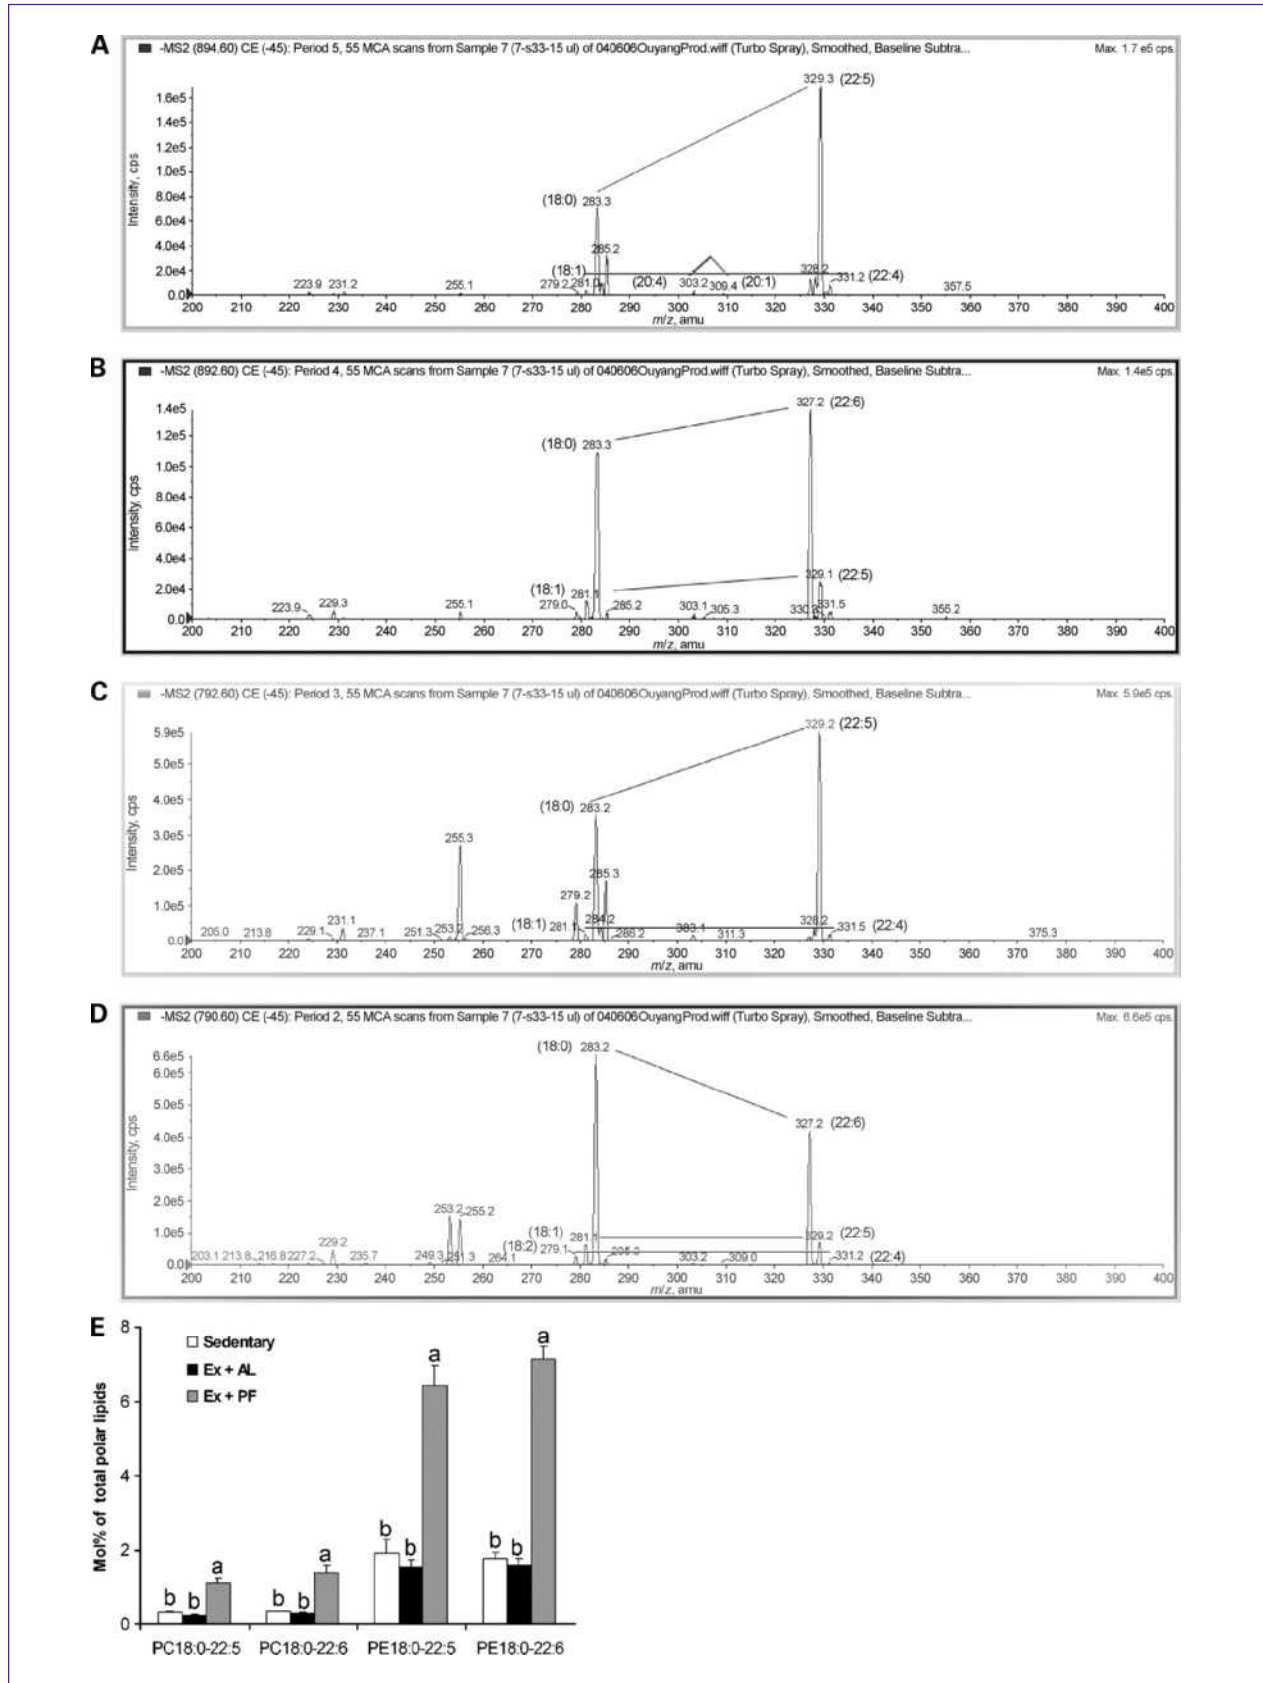 A
-MS2 (894.60) CE (-45): Period 5, 55 MCA scans from Sample 7 (7-s33-15 ul) of 040606OuyangProd.wiff (Turbo Spray), Smoothed, Baseline Subtra...
Max. 1.7 e5 cps.
329.3 (22:5)
1.6e5
1.4e5
1.2e5
1.0e5
8.0e4
6.0e4
4.0e4
2.0e4
0.0
Intensity, cps
(18:0) 283.3
285.2
(18:1)
223.9 231.2 255.1 279.2 281.0 (20:4) 303.2 309.4 (20:1) 328.2 331.2 (22:4) 357.5
200 210 220 230 240 250 260 270 280 290 300 310 320 330 340 350 360 370 380 390 400
m/z, amu
B
-MS2 (892.60) CE (-45): Period 4, 55 MCA scans from Sample 7 (7-s33-15 ul) of 040606OuyangProd.wiff (Turbo Spray), Smoothed, Baseline Subtra...
Max. 1.4e5 cps.
327.2 (22:6)
1.4e5
1.2e5
1.0e5
8.0e4
6.0e4
4.0e4
2.0e4
0.0
Intensity, cps
(18:0) 283.3
329.1 (22:5)
(18:1) 281.1
223.9 229.3 255.1 279.0 285.2 303.1 305.3 331.5 355.2
200 210 220 230 240 250 260 270 280 290 300 310 320 330 340 350 360 370 380 390 400
m/z, amu
C
-MS2 (792.60) CE (-45): Period 3, 55 MCA scans from Sample 7 (7-s33-15 ul) of 040606OuyangProd.wiff (Turbo Spray), Smoothed, Baseline Subtra...
Max. 5.9e5 cps.
329.2 (22:5)
5.9e5
5.0e5
4.0e5
3.0e5
2.0e5
1.0e5
0.0
Intensity, cps
(18:0) 283.2
255.3
285.3
279.2
231.1 (18:1) 281.1 284.2 328.2
205.0 213.8 229.1 237.1 251.3 253.2 256.3 286.2 303.1 311.3 331.5 (22:4) 375.3
200 210 220 230 240 250 260 270 280 290 300 310 320 330 340 350 360 370 380 390 400
m/z, amu
D
-MS2 (790.60) CE (-45): Period 2, 55 MCA scans from Sample 7 (7-s33-15 ul) of 040606OuyangProd.wiff (Turbo Spray), Smoothed, Baseline Subtra...
Max. 6.6e5 cps.
(18:0) 283.2
6.6e5
6.0e5
5.0e5
4.0e5
3.0e5
2.0e5
1.0e5
0.0
Intensity, cps
327.2 (22:6)
253.2 255.2
(18:1) 281.1 329.2 (22:5)
229.2 (18:2) 279.1
203.1 213.8 216.8 227.2 235.7 249.3 251.3 264.1 303.2 309.0 331.2 (22:4)
200 210 220 230 240 250 260 270 280 290 300 310 320 330 340 350 360 370 380 390 400
m/z, amu
E
8
6
4
2
0
Mol% of total polar lipids
Sedentary
Ex + AL
Ex + PF
b b a
b b a
b b a
b b a
PC18:0-22:5 PC18:0-22:6 PE18:0-22:5 PE18:0-22:6